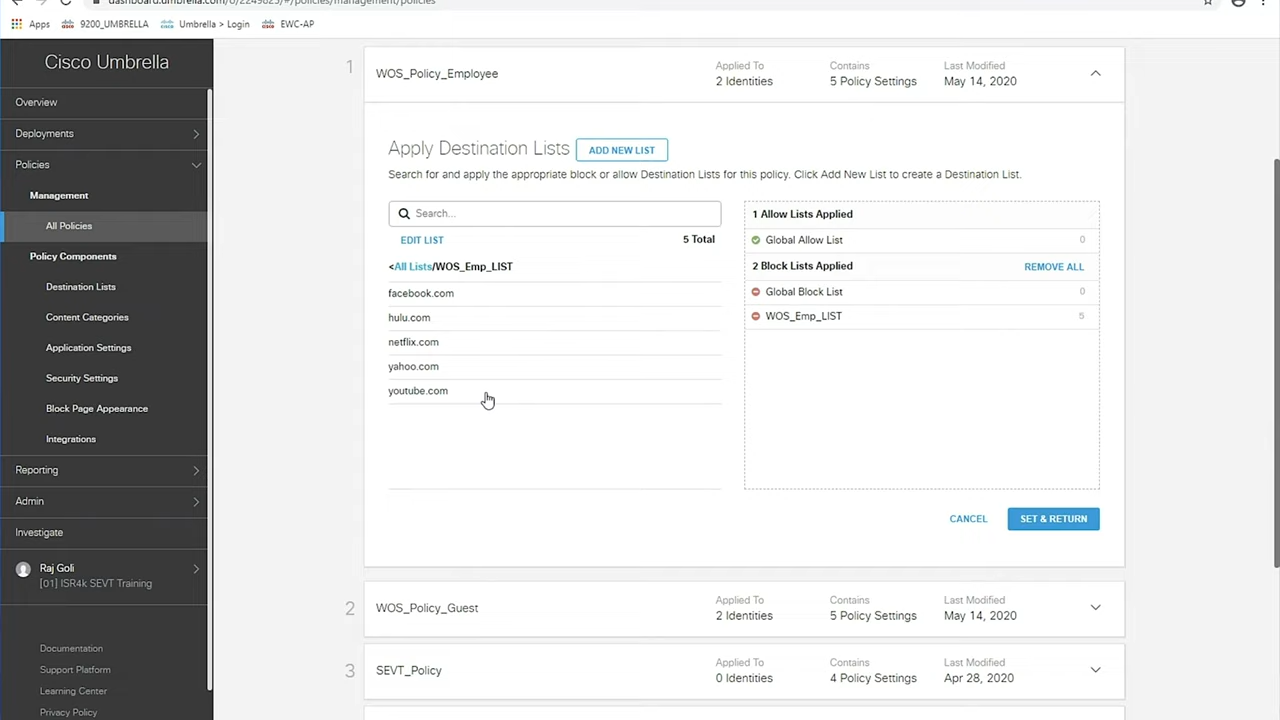 dashboard.umbrella.com/o/2249825/#/policies/management/policies
Apps 9200_UMBRELLA Umbrella > Login EWC-AP
Cisco Umbrella
Overview
Deployments
Policies
Management
All Policies
Policy Components
Destination Lists
Content Categories
Application Settings
Security Settings
Block Page Appearance
Integrations
Reporting
Admin
Investigate
Raj Goli
[01] ISR4k SEVT Training
Documentation
Support Platform
Learning Center
Privacy Policy
1 WOS_Policy_Employee
Applied To
2 Identities
Contains
5 Policy Settings
Last Modified
May 14, 2020
Apply Destination Lists ADD NEW LIST
Search for and apply the appropriate block or allow Destination Lists for this policy. Click Add New List to create a Destination List.
Search...
EDIT LIST 5 Total
<All Lists/WOS_Emp_LIST
facebook.com
hulu.com
netflix.com
yahoo.com
youtube.com
1 Allow Lists Applied
Global Allow List 0
2 Block Lists Applied REMOVE ALL
Global Block List 0
WOS_Emp_LIST 5
CANCEL SET & RETURN
2 WOS_Policy_Guest
Applied To
2 Identities
Contains
5 Policy Settings
Last Modified
May 14, 2020
3 SEVT_Policy
Applied To
0 Identities
Contains
4 Policy Settings
Last Modified
Apr 28, 2020